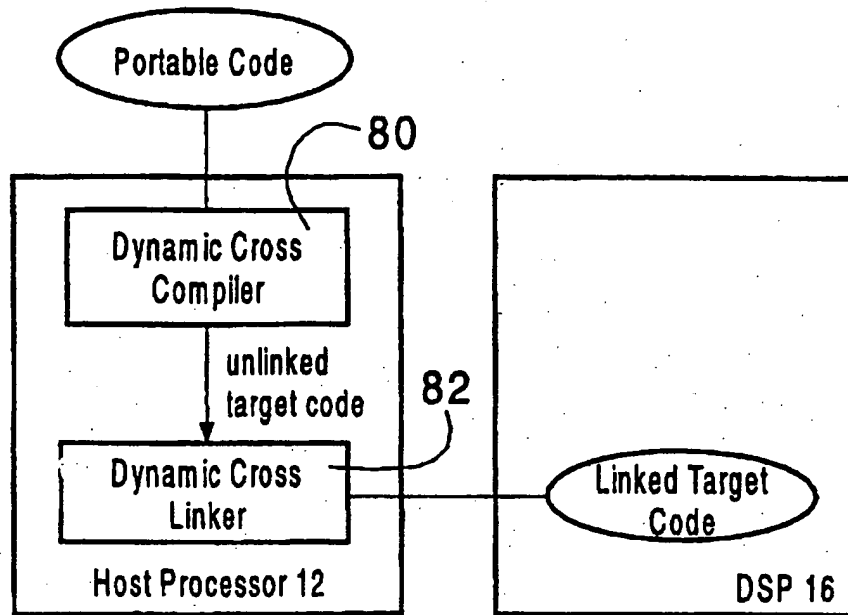 Portable Code
80
Dynamic Cross
Compiler
unlinked
target code
82
Dynamic Cross
Linker
Linked Target
Code
Host Processor 12
DSP 16